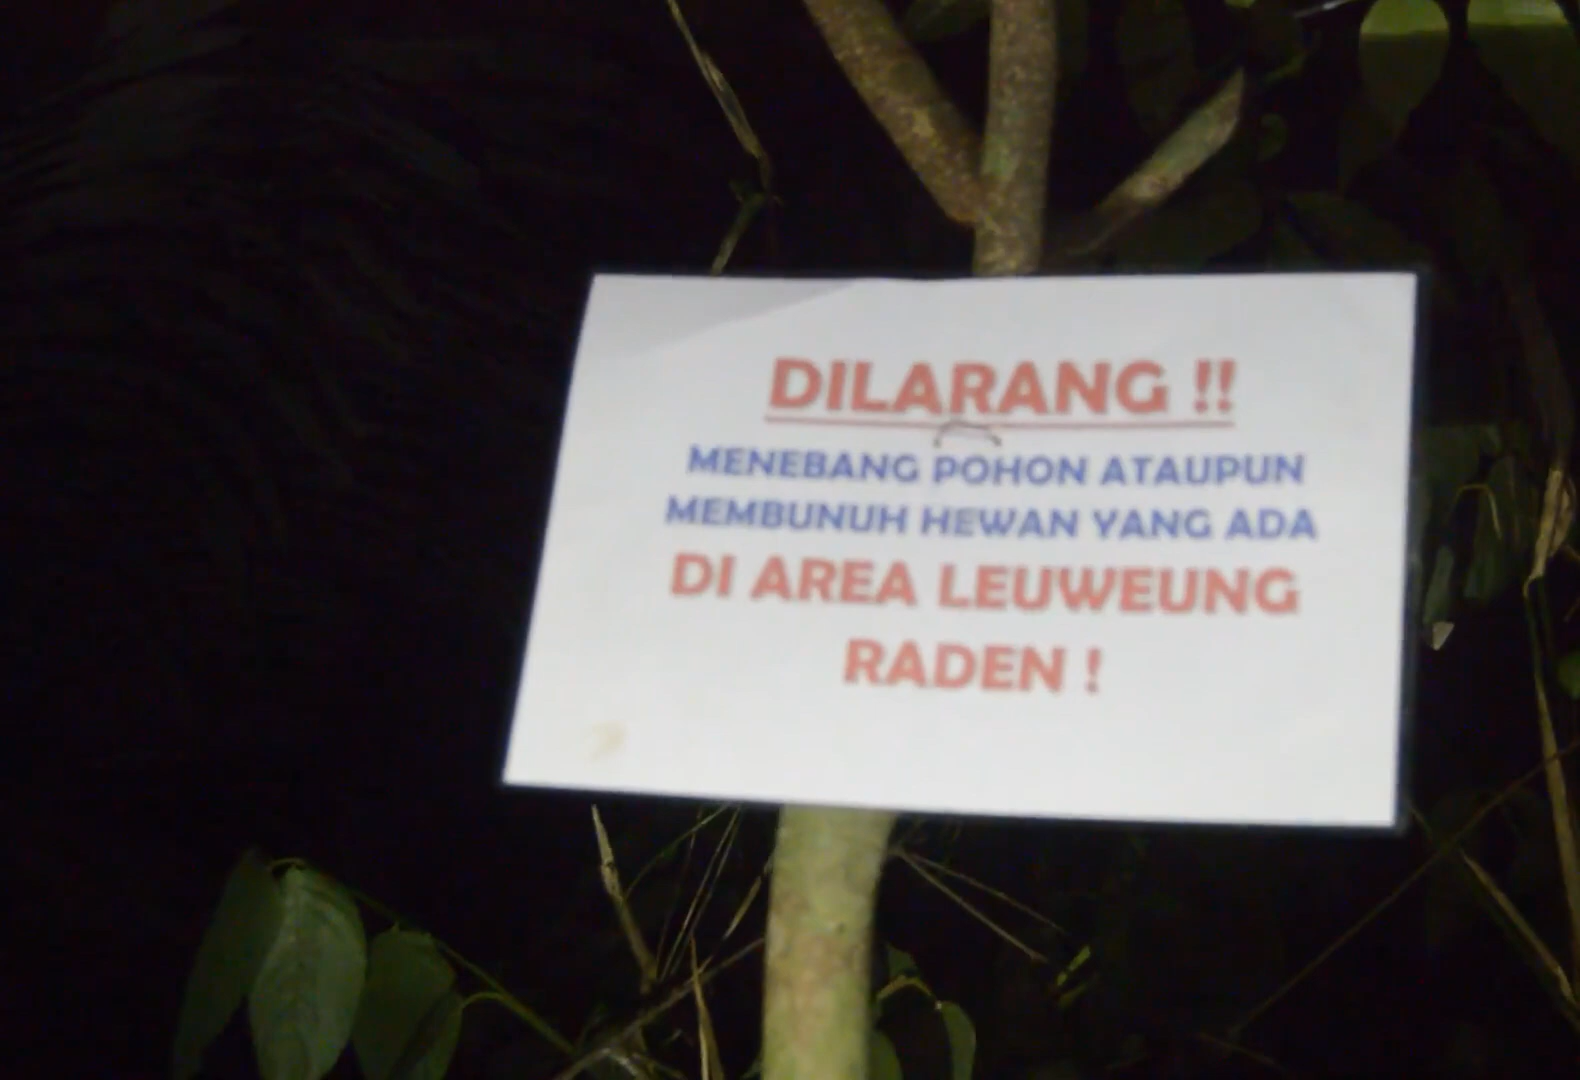 DILARANG !!
MENEBANG POHON ATAUPUN
MEMBUNUH HEWAN YANG ADA
DI AREA LEUWEUNG
RADEN !